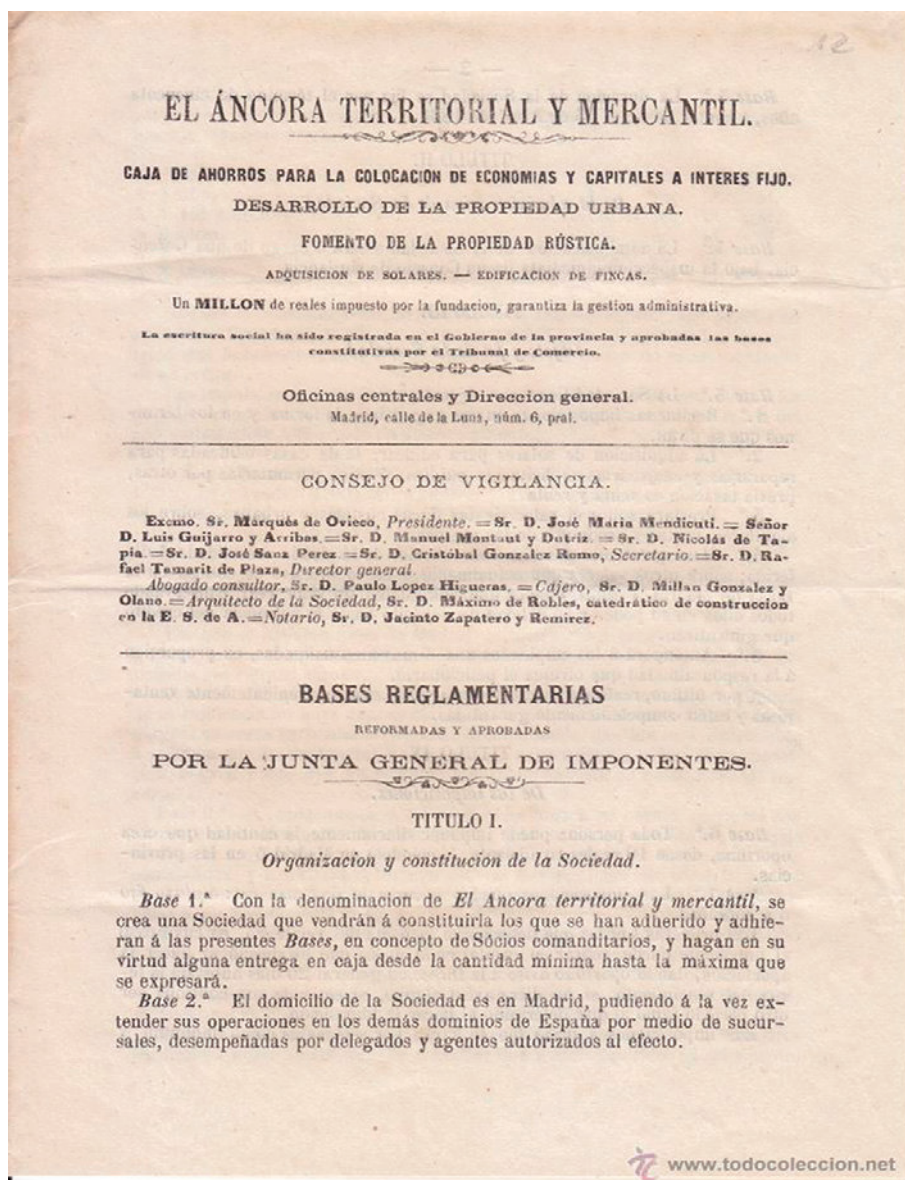 12
EL ÁNCORA TERRITORIAL Y MERCANTIL.
CAJA DE AHORROS PARA LA COLOCACION DE ECONOMIAS Y CAPITALES A INTERES FIJO.
DESARROLLO DE LA PROPIEDAD URBANA.
FOMENTO DE LA PROPIEDAD RÚSTICA.
ADQUISICION DE SOLARES. — EDIFICACION DE FINCAS.
Un MILLON de reales impuesto por la fundacion, garantiza la gestion administrativa.
La escritura social ha sido registrada en el Gobierno de la provincia y aprobadas las bases
constitutivas por el Tribunal de Comercio.
Oficinas centrales y Direccion general.
Madrid, calle de la Luna, núm. 6, pral.
CONSEJO DE VIGILANCIA.
Excmo. Sr. Marqués de Ovieco, Presidente. = Sr. D. José Maria Mendicuti. = Señor
D. Luis Guijarro y Arribas. = Sr. D. Manuel Montaut y Dutriz. = Sr. D. Nicolás de Ta-
pia. = Sr. D. José Sanz Perez. = Sr. D. Cristóbal Gonzalez Romo, Secretario. = Sr. D. Ra-
fael Tamarit de Plaza, Director general.
Abogado consultor, Sr. D. Paulo Lopez Higueras. = Cajero, Sr. D. Millan Gonzalez y
Olano. = Arquitecto de la Sociedad, Sr. D. Máximo de Robles, catedrático de construccion
en la E. S. de A. = Notario, Sr. D. Jacinto Zapatero y Remirez.
BASES REGLAMENTARIAS
REFORMADAS Y APROBADAS
POR LA JUNTA GENERAL DE IMPONENTES.
TITULO I.
Organizacion y constitucion de la Sociedad.
Base 1.ª Con la denominacion de El Ancora territorial y mercantil, se
crea una Sociedad que vendrán á constituirla los que se han adherido y adhie-
ran á las presentes Bases, en concepto de Sócios comanditarios, y hagan en su
virtud alguna entrega en caja desde la cantidad mínima hasta la máxima que
se expresará.
Base 2.ª El domicilio de la Sociedad es en Madrid, pudiendo á la vez ex-
tender sus operaciones en los demás dominios de España por medio de sucur-
sales, desempeñadas por delegados y agentes autorizados al efecto.
www.todocoleccion.net